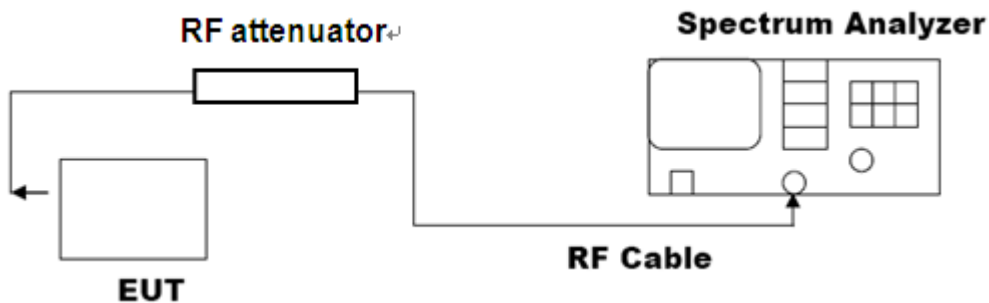 RF attenuator↵
Spectrum Analyzer
RF Cable
EUT